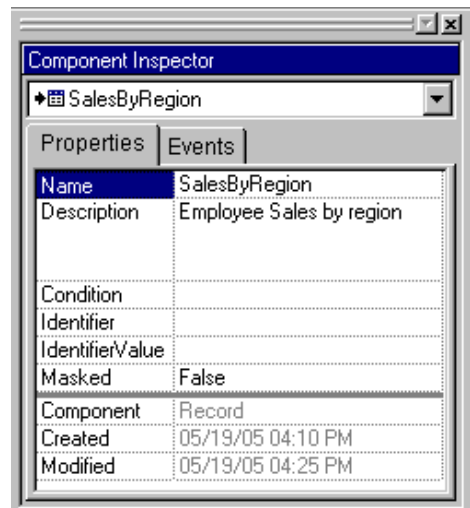 Component Inspector
SalesByRegion
Properties Events
Name SalesByRegion
Description Employee Sales by region
Condition
Identifier
IdentifierValue
Masked False
Component Record
Created 05/19/05 04:10 PM
Modified 05/19/05 04:25 PM